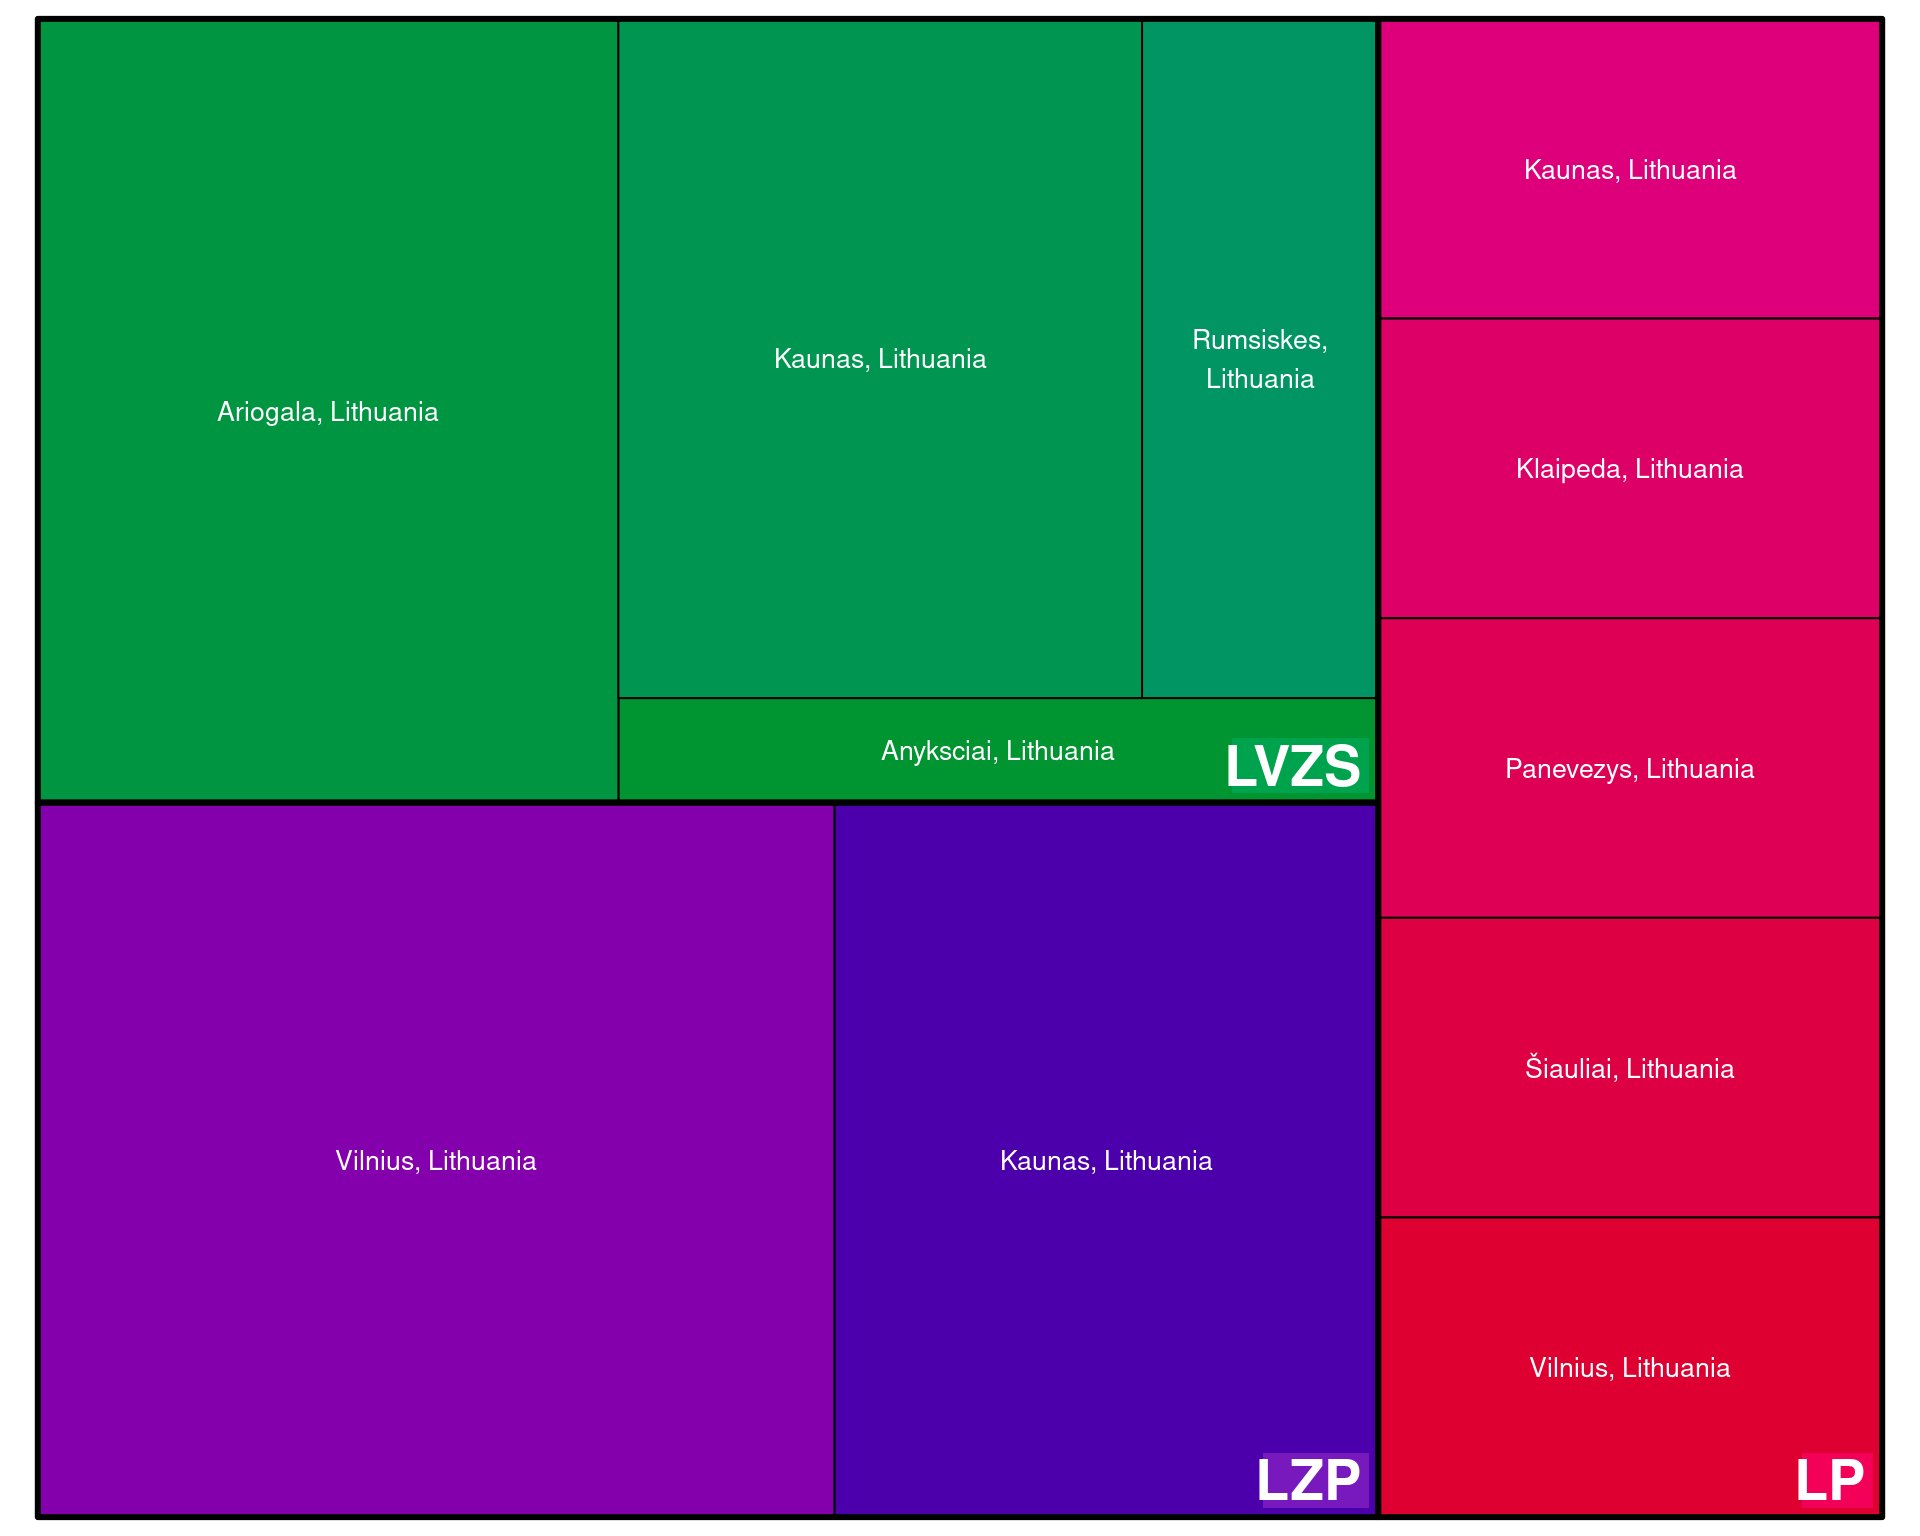 Ariogala, Lithuania
Kaunas, Lithuania
Rumsiskes,
Lithuania
Anyksciai, Lithuania
LVZS
Vilnius, Lithuania
Kaunas, Lithuania
LZP
Kaunas, Lithuania
Klaipeda, Lithuania
Panevezys, Lithuania
Šiauliai, Lithuania
Vilnius, Lithuania
LP